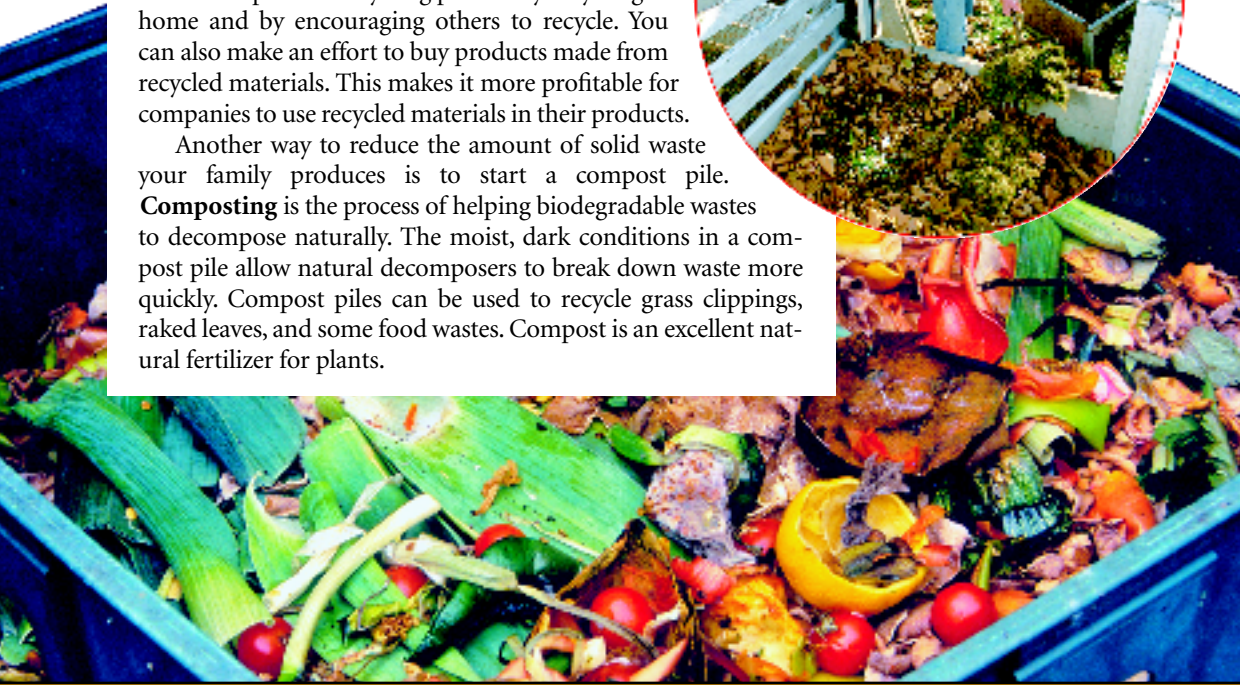 home and by encouraging others to recycle. You
can also make an effort to buy products made from
recycled materials. This makes it more profitable for
companies to use recycled materials in their products.
Another way to reduce the amount of solid waste
your family produces is to start a compost pile.
Composting is the process of helping biodegradable wastes
to decompose naturally. The moist, dark conditions in a com-
post pile allow natural decomposers to break down waste more
quickly. Compost piles can be used to recycle grass clippings,
raked leaves, and some food wastes. Compost is an excellent nat-
ural fertilizer for plants.